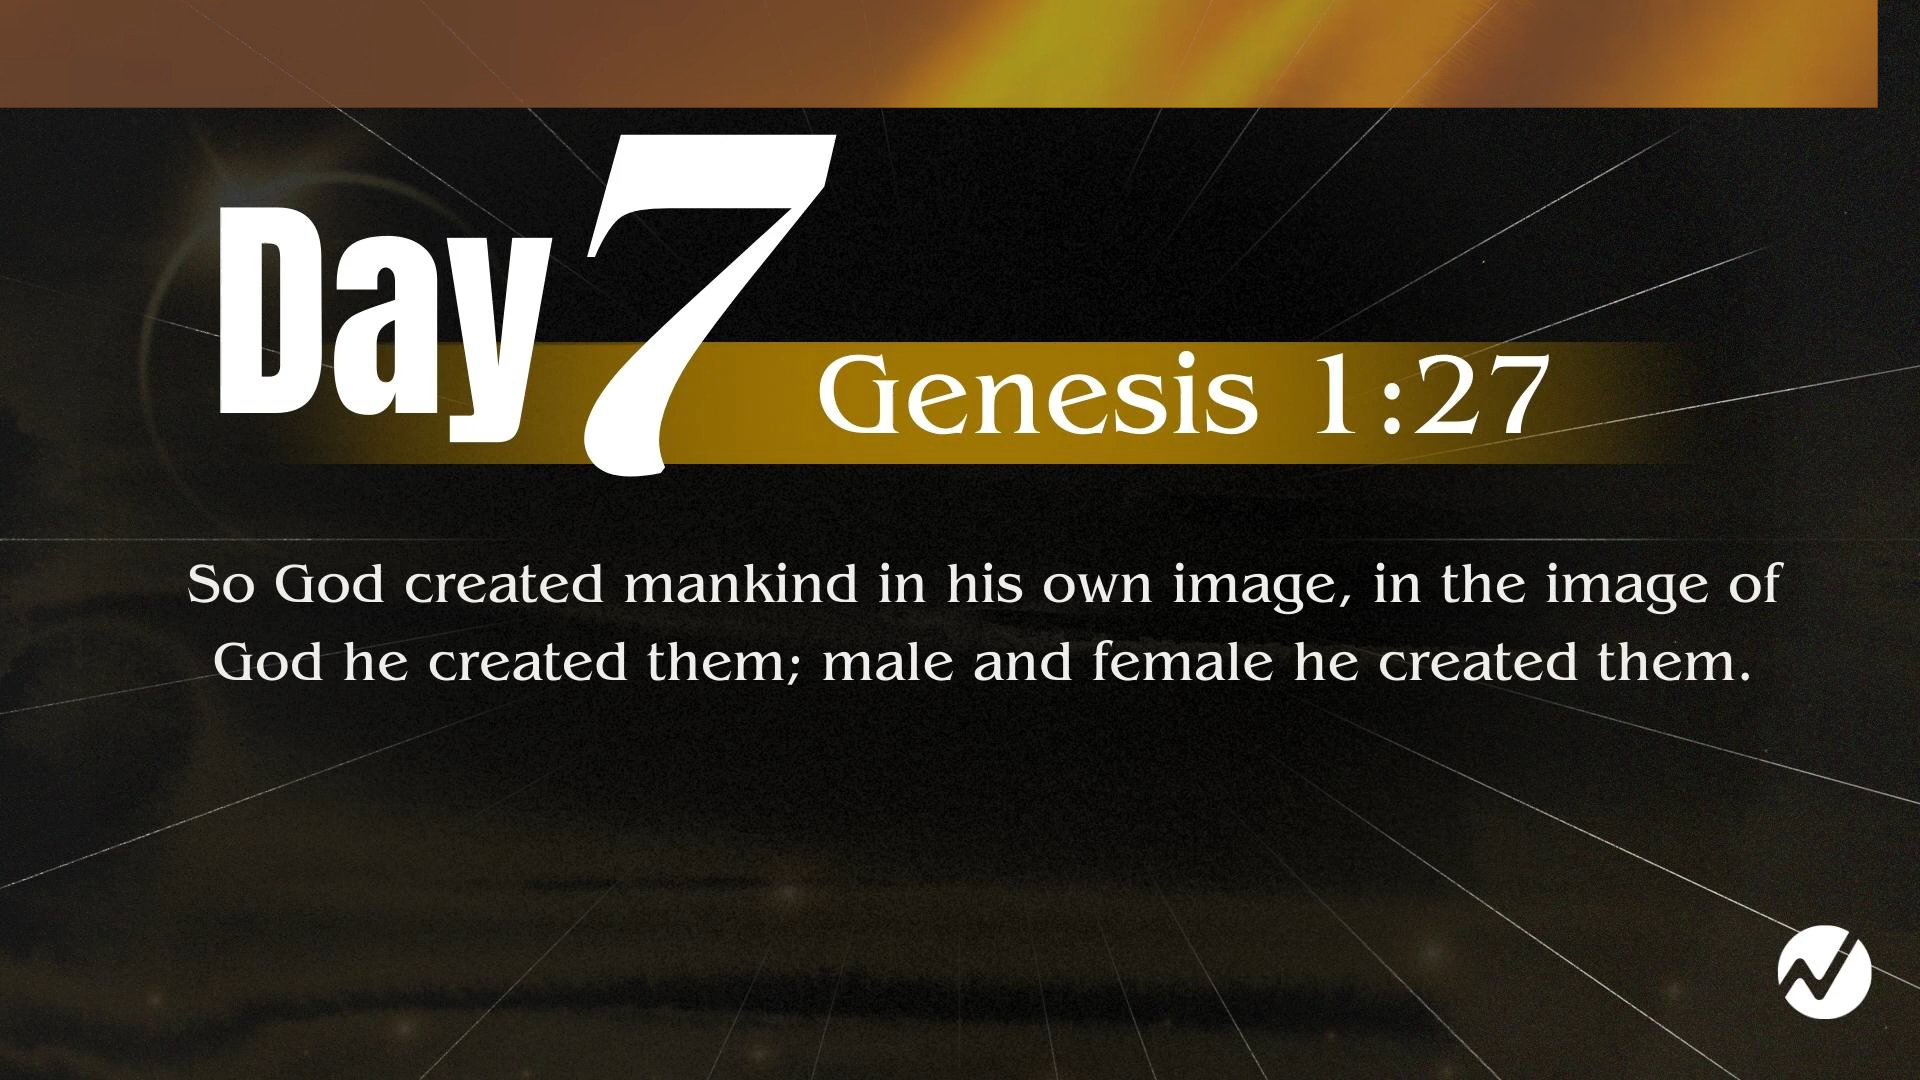 Day 7 Genesis 1:27
So God created mankind in his own image, in the image of
God he created them; male and female he created them.